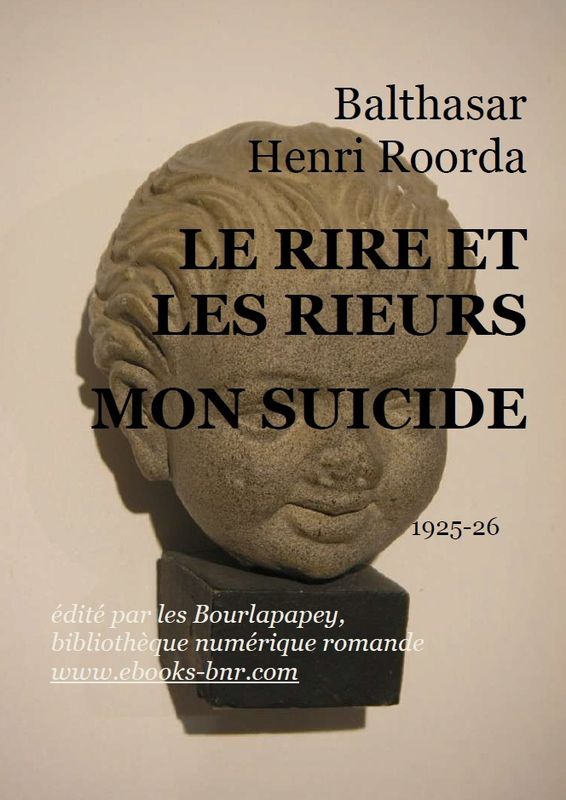 Balthasar
Henri Roorda
LE RIRE ET
LES RIEURS
MON SUICIDE
1925-26
édité par les Bourlapapey,
bibliothèque numérique romande
www.ebooks-bnr.com